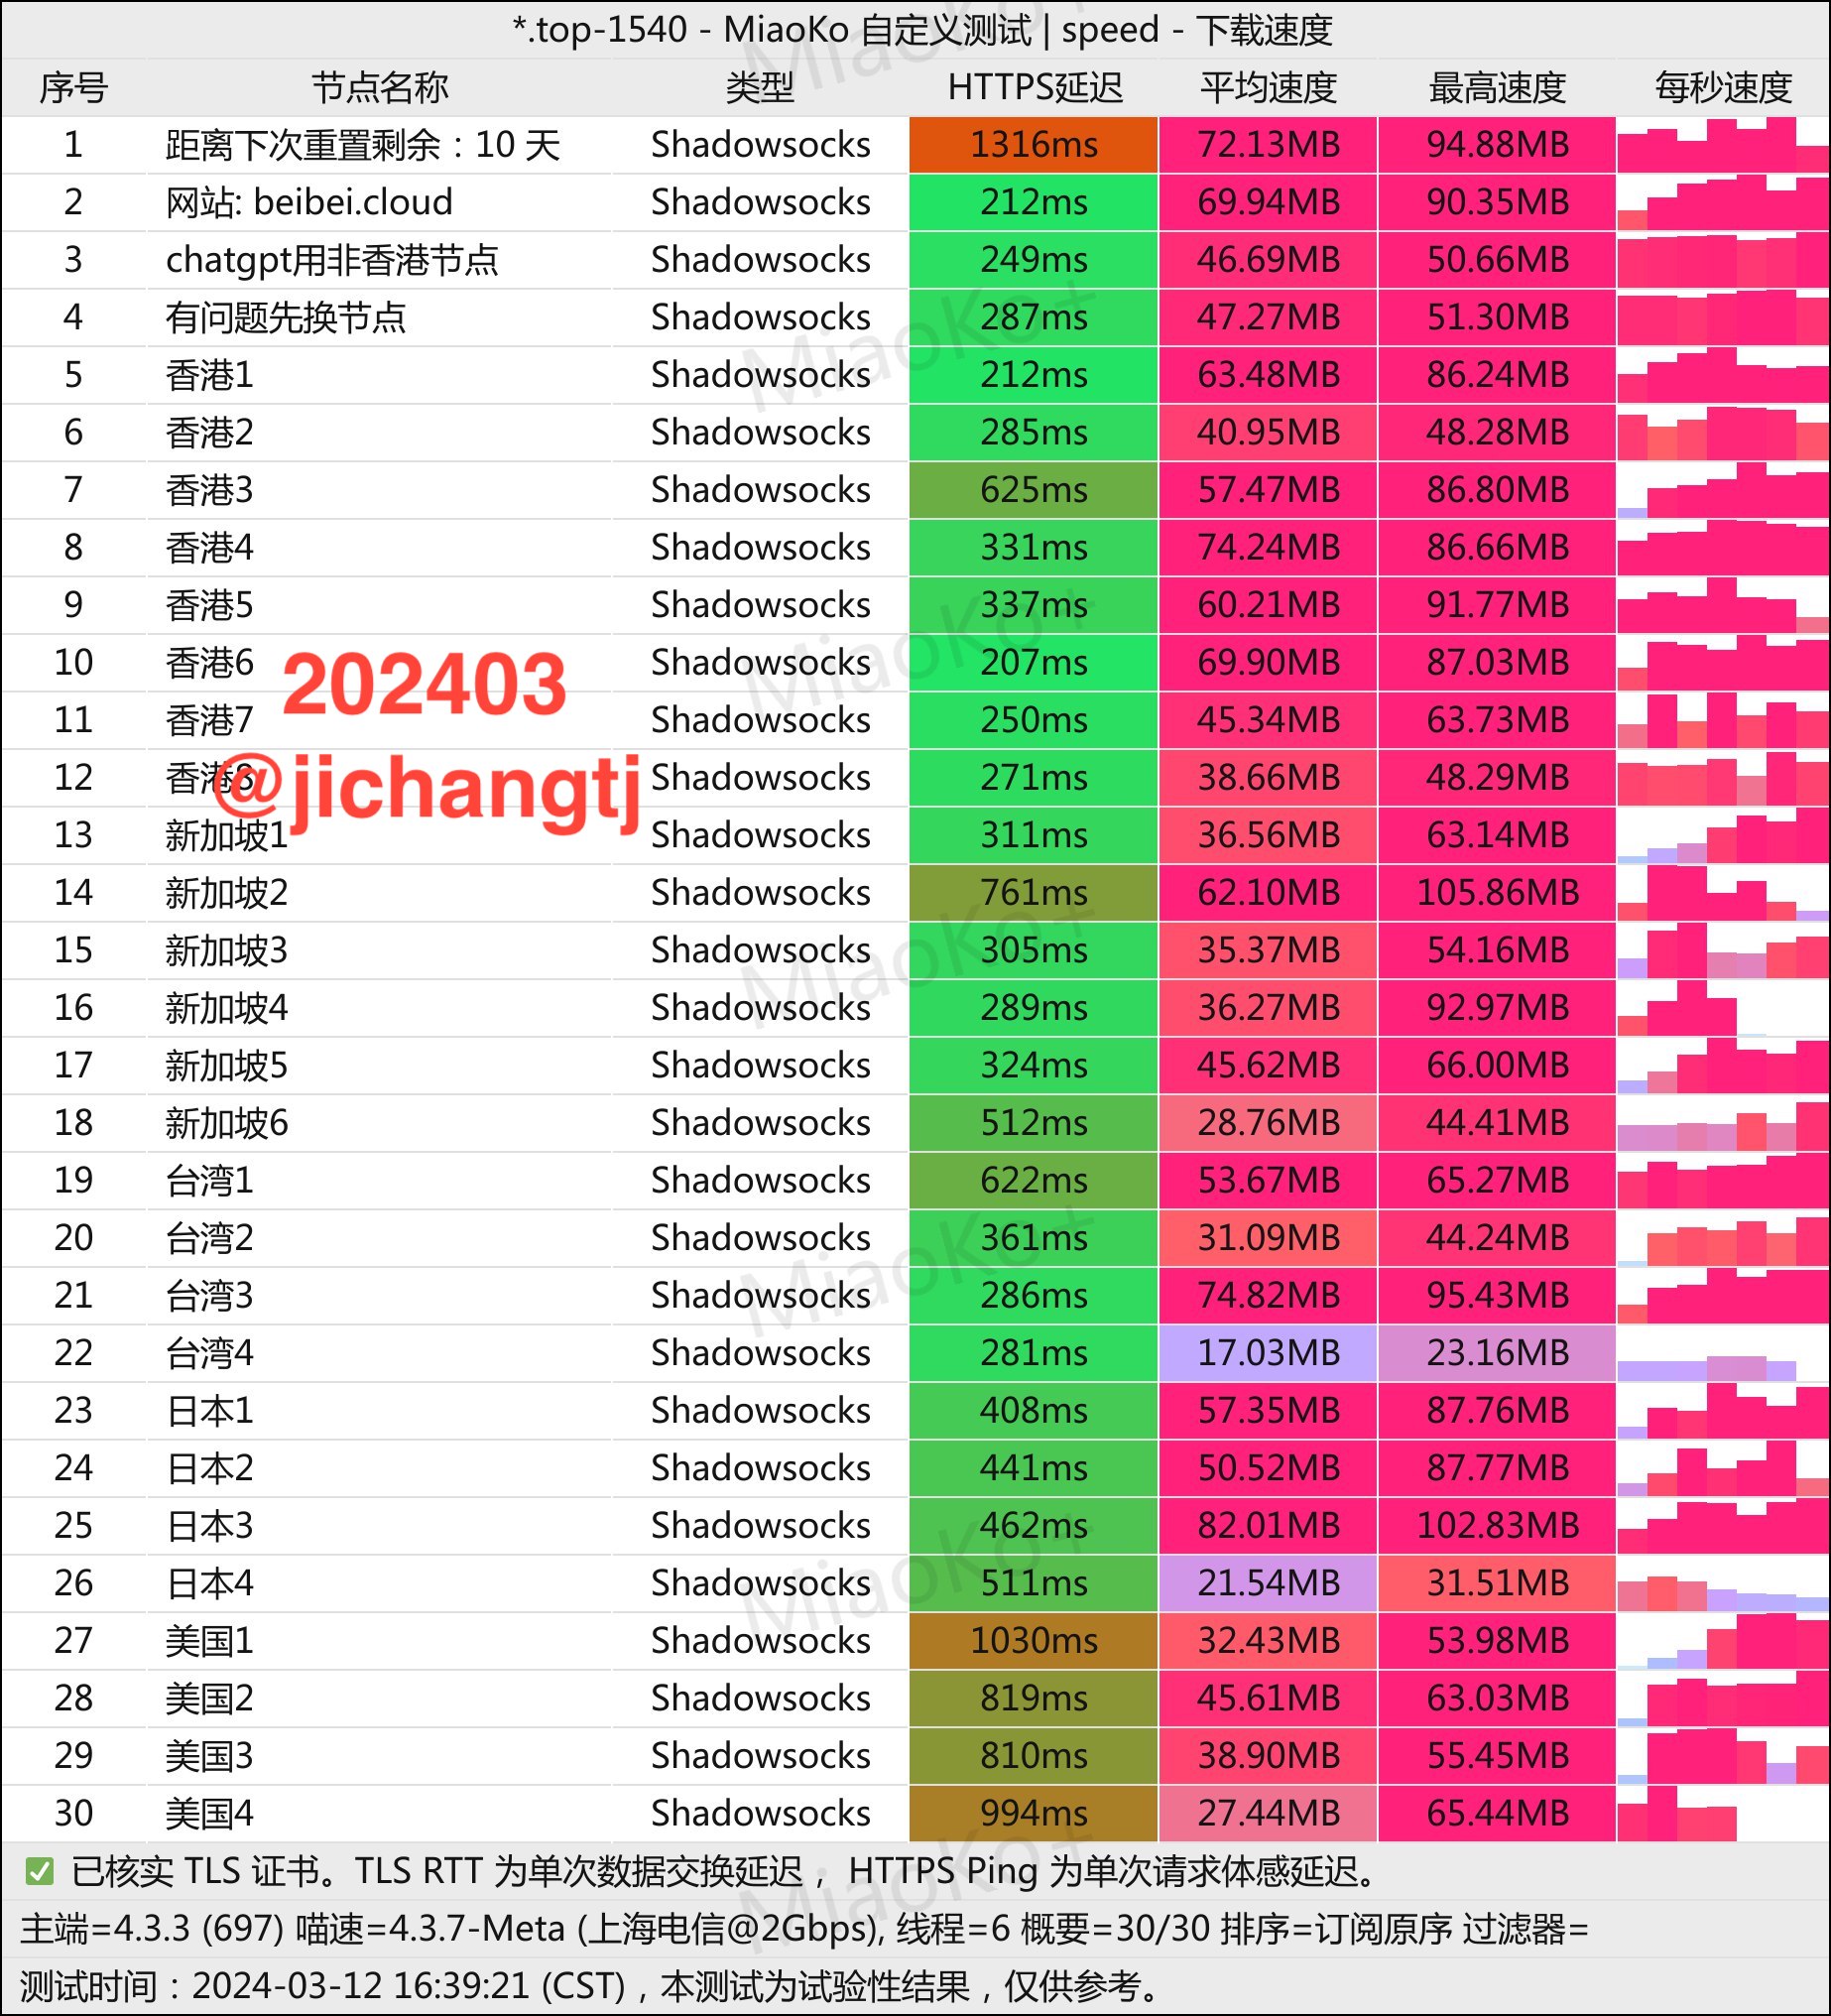 *.top-1540 - MiaoKo 自定义测试 | speed - 下载速度
序号 节点名称 类型 HTTPS延迟 平均速度 最高速度 每秒速度
1 距离下次重置剩余：10 天 Shadowsocks 1316ms 72.13MB 94.88MB
2 网站: beibei.cloud Shadowsocks 212ms 69.94MB 90.35MB
3 chatgpt用非香港节点 Shadowsocks 249ms 46.69MB 50.66MB
4 有问题先换节点 Shadowsocks 287ms 47.27MB 51.30MB
5 香港1 Shadowsocks 212ms 63.48MB 86.24MB
6 香港2 Shadowsocks 285ms 40.95MB 48.28MB
7 香港3 Shadowsocks 625ms 57.47MB 86.80MB
8 香港4 Shadowsocks 331ms 74.24MB 86.66MB
9 香港5 Shadowsocks 337ms 60.21MB 91.77MB
10 香港6 Shadowsocks 207ms 69.90MB 87.03MB
202403
11 香港7 Shadowsocks 250ms 45.34MB 63.73MB
12 香港8 Shadowsocks 271ms 38.66MB 48.29MB
@jichangtj
13 新加坡1 Shadowsocks 311ms 36.56MB 63.14MB
14 新加坡2 Shadowsocks 761ms 62.10MB 105.86MB
15 新加坡3 Shadowsocks 305ms 35.37MB 54.16MB
16 新加坡4 Shadowsocks 289ms 36.27MB 92.97MB
17 新加坡5 Shadowsocks 324ms 45.62MB 66.00MB
18 新加坡6 Shadowsocks 512ms 28.76MB 44.41MB
19 台湾1 Shadowsocks 622ms 53.67MB 65.27MB
20 台湾2 Shadowsocks 361ms 31.09MB 44.24MB
21 台湾3 Shadowsocks 286ms 74.82MB 95.43MB
22 台湾4 Shadowsocks 281ms 17.03MB 23.16MB
23 日本1 Shadowsocks 408ms 57.35MB 87.76MB
24 日本2 Shadowsocks 441ms 50.52MB 87.77MB
25 日本3 Shadowsocks 462ms 82.01MB 102.83MB
26 日本4 Shadowsocks 511ms 21.54MB 31.51MB
27 美国1 Shadowsocks 1030ms 32.43MB 53.98MB
28 美国2 Shadowsocks 819ms 45.61MB 63.03MB
29 美国3 Shadowsocks 810ms 38.90MB 55.45MB
30 美国4 Shadowsocks 994ms 27.44MB 65.44MB
✅ 已核实 TLS 证书。TLS RTT 为单次数据交换延迟， HTTPS Ping 为单次请求体感延迟。
主端=4.3.3 (697) 喵速=4.3.7-Meta (上海电信@2Gbps), 线程=6 概要=30/30 排序=订阅原序 过滤器=
测试时间：2024-03-12 16:39:21 (CST)，本测试为试验性结果，仅供参考。
MiaoKo+
MiaoKo+
MiaoKo+
MiaoKo+
MiaoKo+
MiaoKo+
MiaoKo+